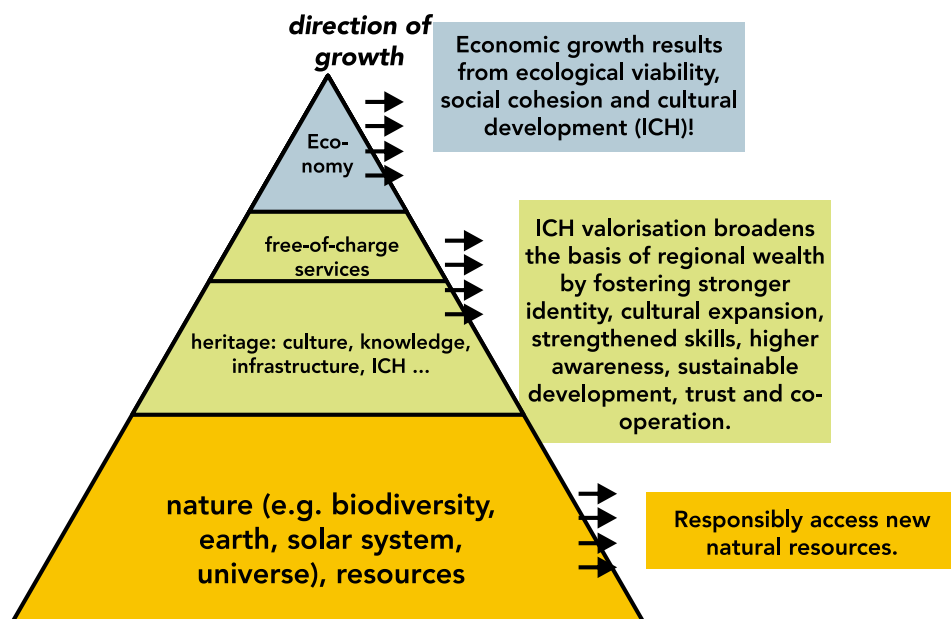 direction of
growth
Economic growth results
from ecological viability,
social cohesion and cultural
development (ICH)!
Eco-
nomy
free-of-charge
services
ICH valorisation broadens
the basis of regional wealth
by fostering stronger
identity, cultural expansion,
strengthened skills, higher
awareness, sustainable
development, trust and co-
operation.
heritage: culture, knowledge,
infrastructure, ICH ...
nature (e.g. biodiversity,
earth, solar system,
universe), resources
Responsibly access new
natural resources.